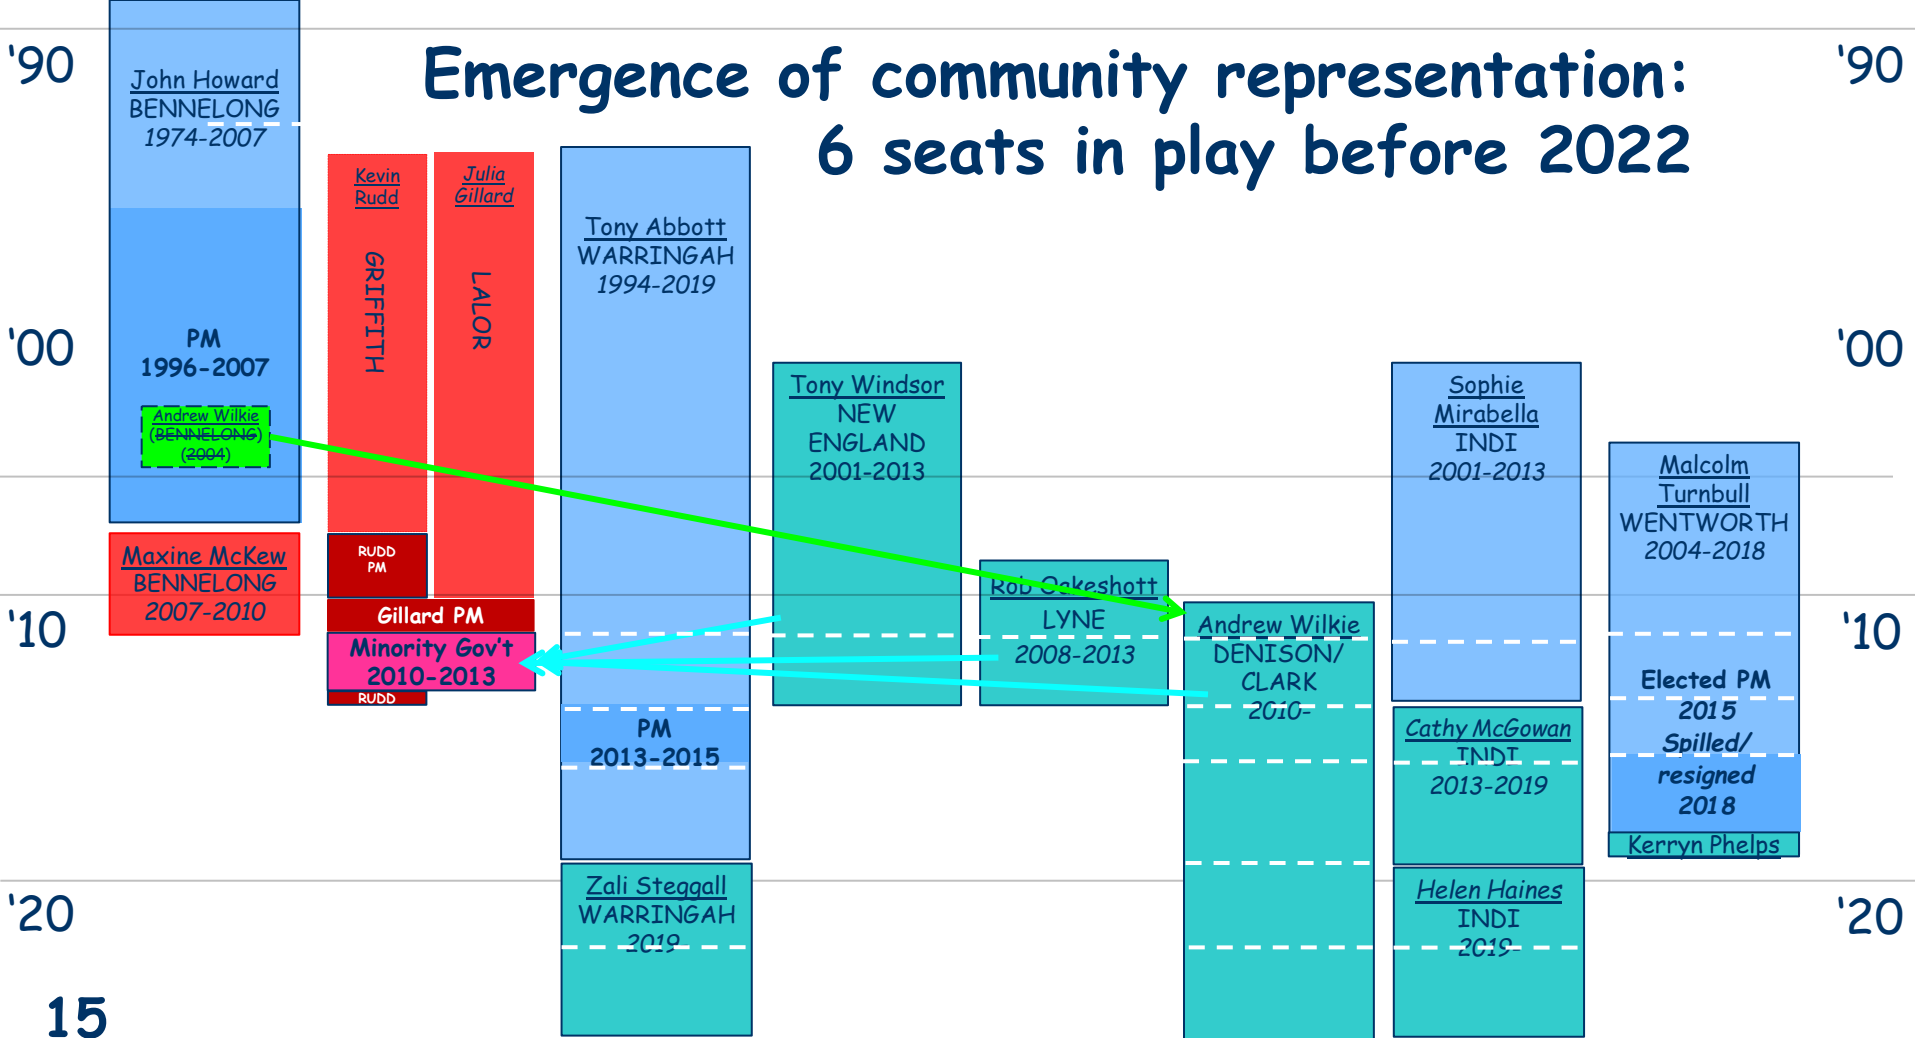 Emergence of community representation:
6 seats in play before 2022
'90
'00
'10
'20
John Howard
BENNELONG
1974-2007
PM
1996-2007
Andrew Wilkie
(BENNELONG)
(2004)
Maxine McKew
BENNELONG
2007-2010
Kevin
Rudd
GRIFFITH
RUDD
PM
Julia
Gillard
LALOR
Gillard PM
Minority Gov't
2010-2013
RUDD
Tony Abbott
WARRINGAH
1994-2019
PM
2013-2015
Zali Steggall
WARRINGAH
2019-
Tony Windsor
NEW
ENGLAND
2001-2013
Rob Oakeshott
LYNE
2008-2013
Andrew Wilkie
DENISON/
CLARK
2010-
Sophie
Mirabella
INDI
2001-2013
Cathy McGowan
INDI
2013-2019
Helen Haines
INDI
2019-
Malcolm
Turnbull
WENTWORTH
2004-2018
Elected PM
2015
Spilled/
resigned
2018
Kerryn Phelps
'90
'00
'10
'20
15